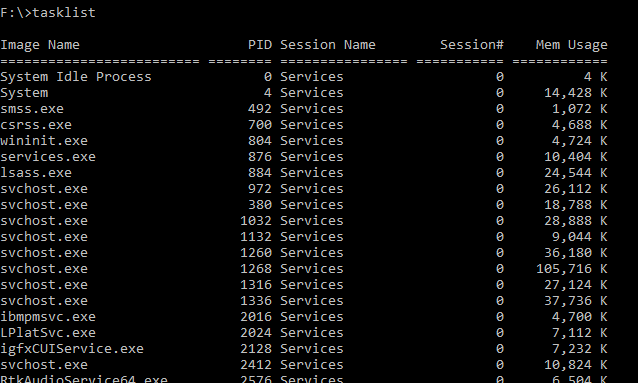 F:\>tasklist
Image Name                     PID Session Name        Session#    Mem Usage
========================= ======== ================ =========== ============
System Idle Process              0 Services                   0          4 K
System                           4 Services                   0     14,428 K
smss.exe                       492 Services                   0      1,072 K
csrss.exe                      700 Services                   0      4,688 K
wininit.exe                    804 Services                   0      4,724 K
services.exe                   876 Services                   0     10,404 K
lsass.exe                      884 Services                   0     24,544 K
svchost.exe                    972 Services                   0     26,112 K
svchost.exe                    380 Services                   0     18,788 K
svchost.exe                   1032 Services                   0     28,888 K
svchost.exe                   1132 Services                   0      9,044 K
svchost.exe                   1260 Services                   0     36,180 K
svchost.exe                   1268 Services                   0    105,716 K
svchost.exe                   1316 Services                   0     27,124 K
svchost.exe                   1336 Services                   0     37,736 K
ibmpmsvc.exe                  2016 Services                   0      4,700 K
LPlatSvc.exe                  2024 Services                   0      7,112 K
igfxCUIService.exe            2128 Services                   0      7,232 K
svchost.exe                   2412 Services                   0     10,824 K
RtkAudioService64.exe         2576 Services                   0      6,504 K